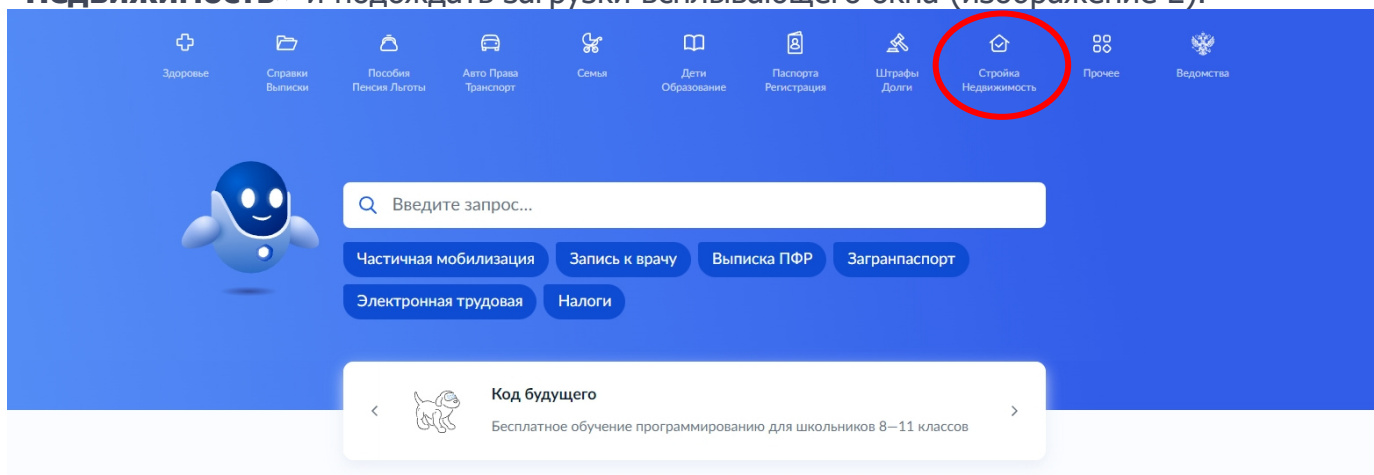 Недвижимость» и подождать загрузки всплывающего окна (изображение 2).
Здоровье
Справки
Выписки
Пособия
Пенсия Льготы
Авто Права
Транспорт
Семья
Дети
Образование
Паспорта
Регистрация
Штрафы
Долги
Стройка
Недвижимость
Прочее
Ведомства
Введите запрос...
Частичная мобилизация
Запись к врачу
Выписка ПФР
Загранпаспорт
Электронная трудовая
Налоги
Код будущего
Бесплатное обучение программированию для школьников 8—11 классов